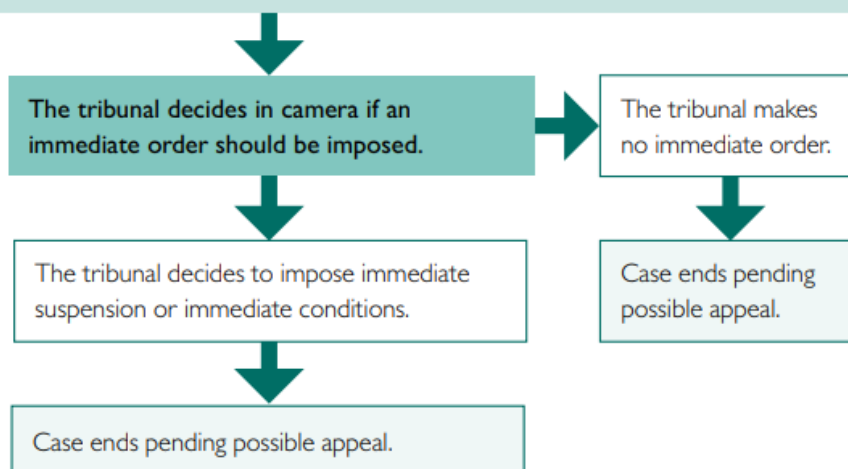 The tribunal decides in camera if an
immediate order should be imposed.
The tribunal makes
no immediate order.
The tribunal decides to impose immediate
suspension or immediate conditions.
Case ends pending
possible appeal.
Case ends pending possible appeal.